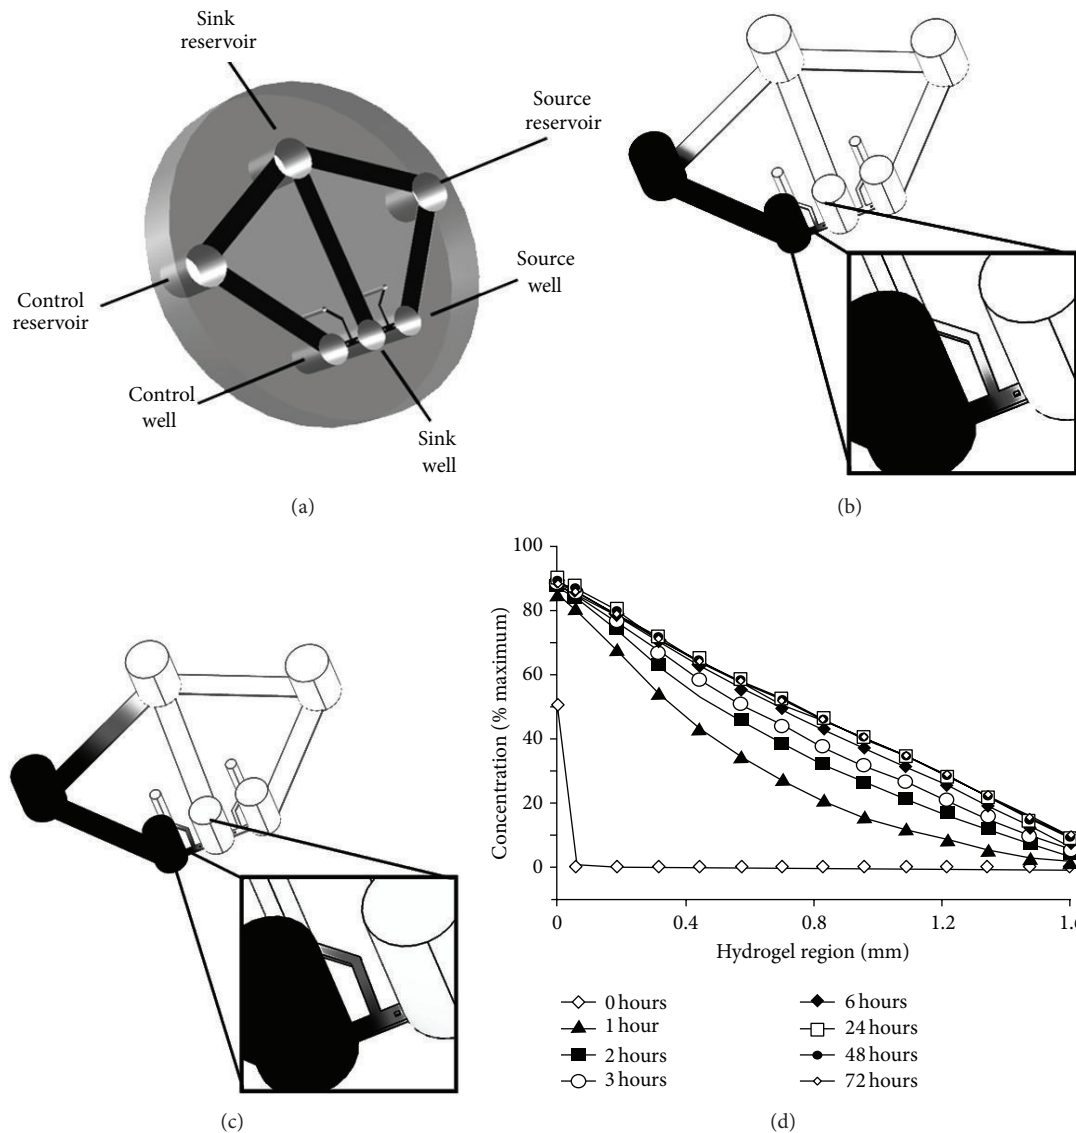 Sink
reservoir
Source
reservoir
Control
reservoir
Source
well
Control
well
Sink
well
(a)
(b)
(c)
100
80
60
40
20
0
Concentration (% maximum)
0
0.4
0.8
1.2
Hydrogel region (mm)
0 hours
1 hour
2 hours
3 hours
6 hours
24 hours
48 hours
72 hours
(d)